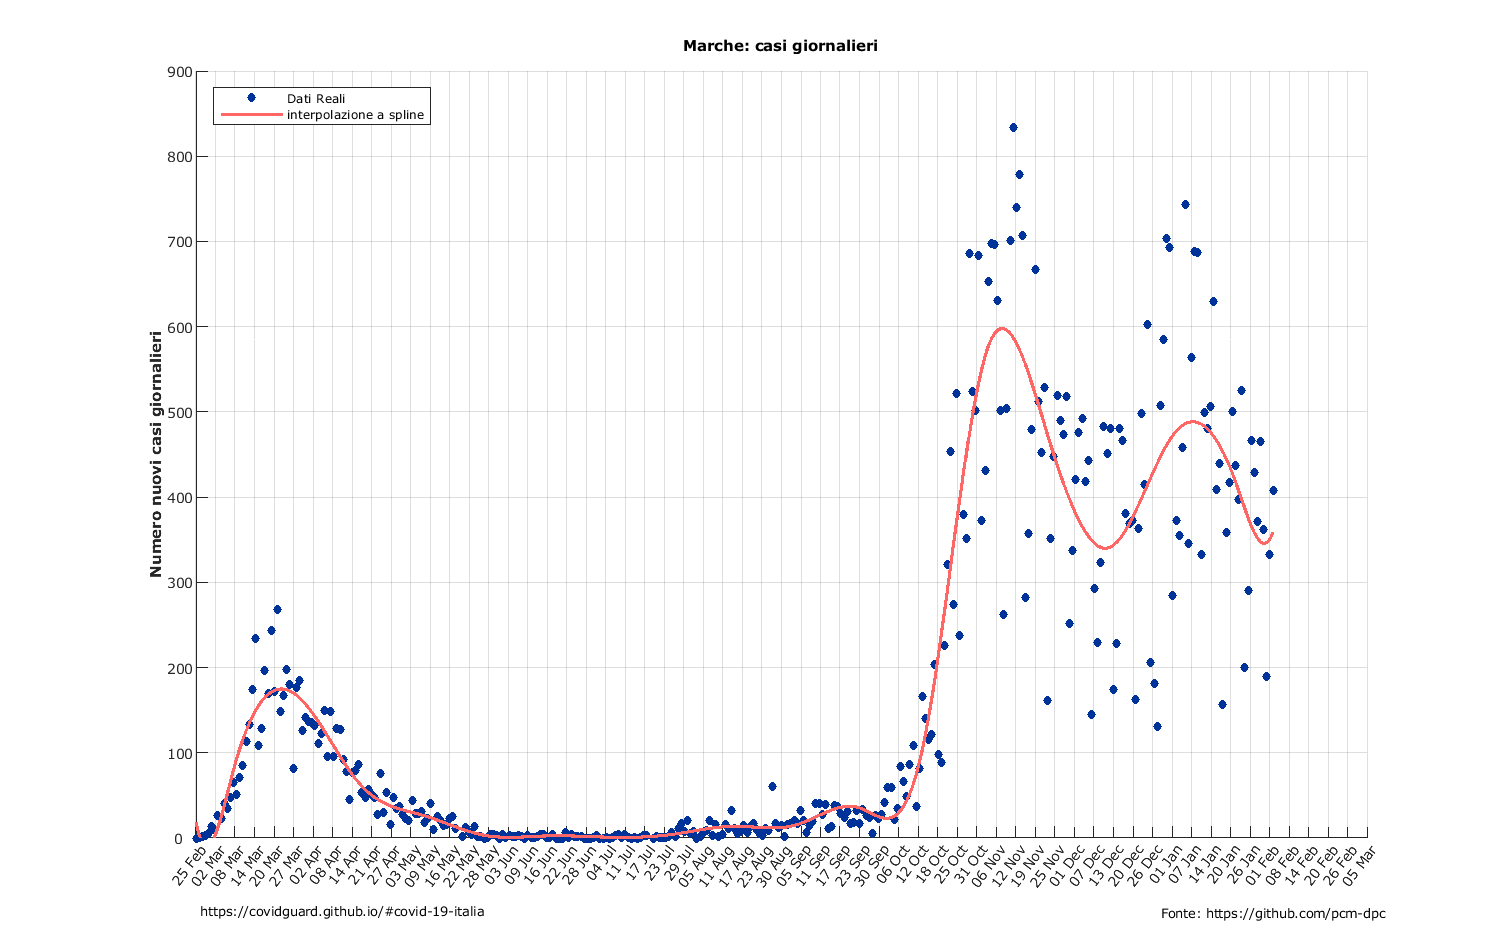 Marche: casi giornalieri
900
800
700
600
500
400
300
200
100
0
Numero nuovi casi giornalieri
Dati Reali
interpolazione a spline
25 Feb
02 Mar
08 Mar
14 Mar
20 Mar
27 Mar
02 Apr
08 Apr
14 Apr
21 Apr
27 Apr
03 May
09 May
16 May
22 May
28 May
03 Jun
09 Jun
16 Jun
22 Jun
28 Jun
04 Jul
11 Jul
17 Jul
23 Jul
29 Jul
05 Aug
11 Aug
17 Aug
23 Aug
30 Aug
05 Sep
11 Sep
17 Sep
23 Sep
30 Sep
06 Oct
12 Oct
18 Oct
25 Oct
31 Oct
06 Nov
12 Nov
19 Nov
25 Dec
01 Dec
07 Dec
13 Dec
20 Dec
26 Dec
01 Jan
07 Jan
14 Jan
20 Jan
26 Jan
01 Feb
08 Feb
14 Feb
20 Feb
26 Feb
05 Mar
https://covidguard.github.io/#covid-19-italia
Fonte: https://github.com/pcm-dpc